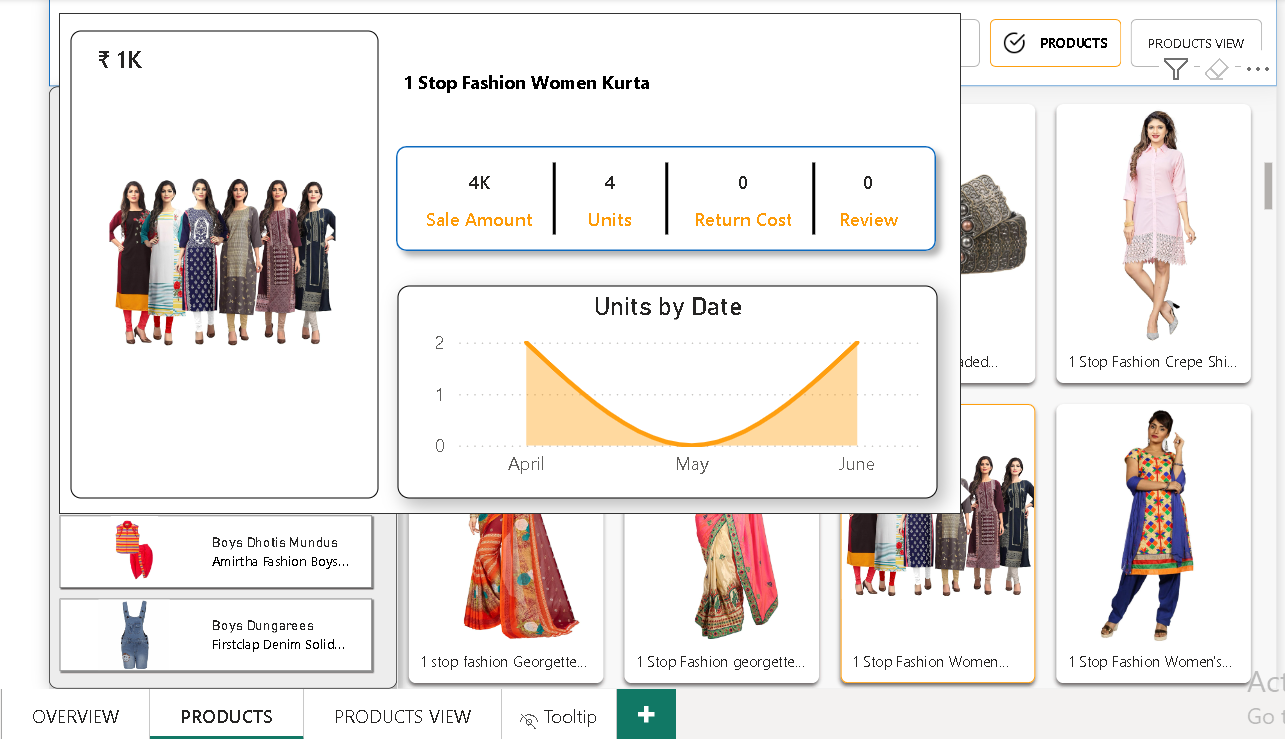 ₹ 1K
1 Stop Fashion Women Kurta
4K
Sale Amount
4
Units
0
Return Cost
0
Review
Units by Date
2
1
0
April
May
June
PRODUCTS
PRODUCTS VIEW
aded...
1 Stop Fashion Crepe Shi...
Boys Dhotis Mundus
Amirtha Fashion Boys...
Boys Dungarees
Firstclap Denim Solid...
1 stop fashion Georgette...
1 Stop Fashion georgette...
1 Stop Fashion Women...
1 Stop Fashion Women's...
Act
Go t
OVERVIEW
PRODUCTS
PRODUCTS VIEW
Tooltip